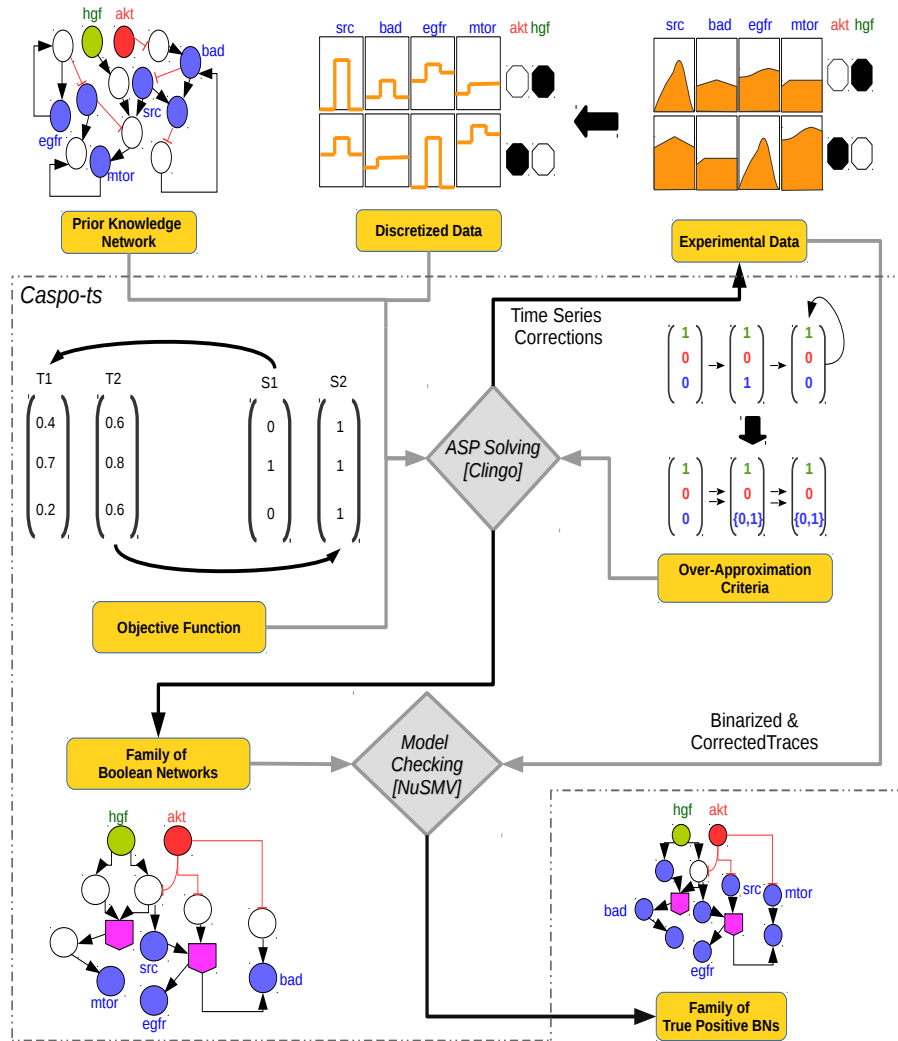 hgf akt
bad
src
egfr
mtor
Prior Knowledge
Network
src bad egfr mtor akt hgf
Discretized Data
src bad egfr mtor akt hgf
Experimental Data
Caspo-ts
Time Series
Corrections
T1 T2 S1 S2
0.4 0.6 0 1
0.7 0.8 1 1
0.2 0.6 0 1
1 1 1
0 0 0
0 1 0
ASP Solving
[Clingo]
1 1 1
0 0 0
0 {0,1} {0,1}
Over-Approximation
Criteria
Objective Function
Binarized &
CorrectedTraces
Family of
Boolean Networks
Model
Checking
[NuSMV]
hgf akt
src
bad
mtor
egfr
hgf akt
src
mtor
bad
egfr
Family of
True Positive BNs